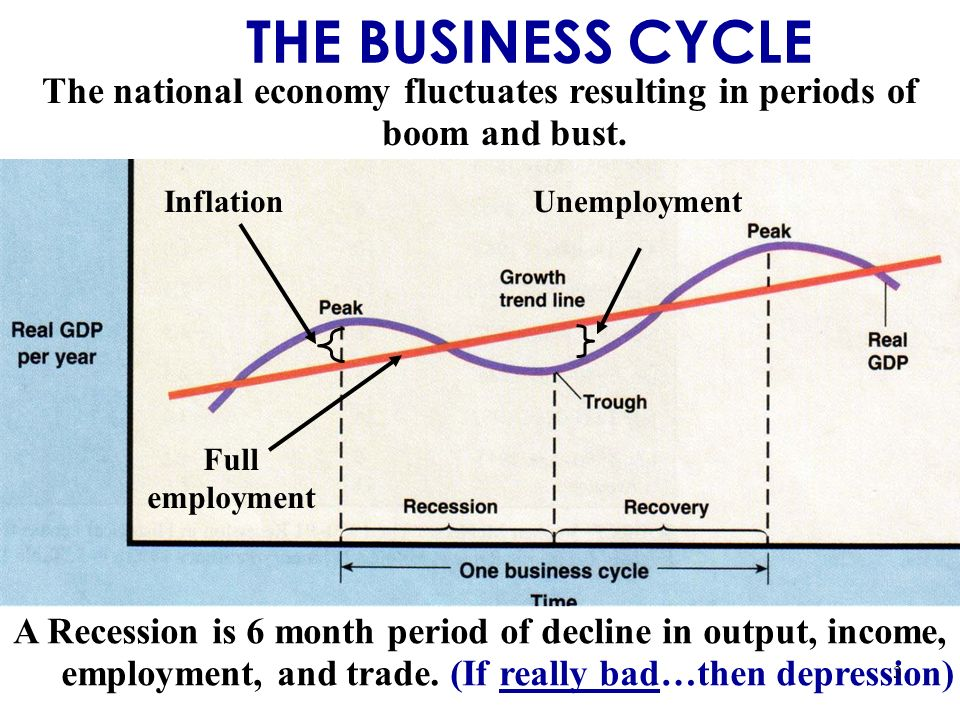 THE BUSINESS CYCLE
The national economy fluctuates resulting in periods of
boom and bust.
Inflation
Unemployment
Peak
Growth
trend line
Peak
Real GDP
per year
Real
GDP
Trough
Full
employment
Recession
Recovery
One business cycle
Time
A Recession is 6 month period of decline in output, income,
employment, and trade. (If really bad…then depression)